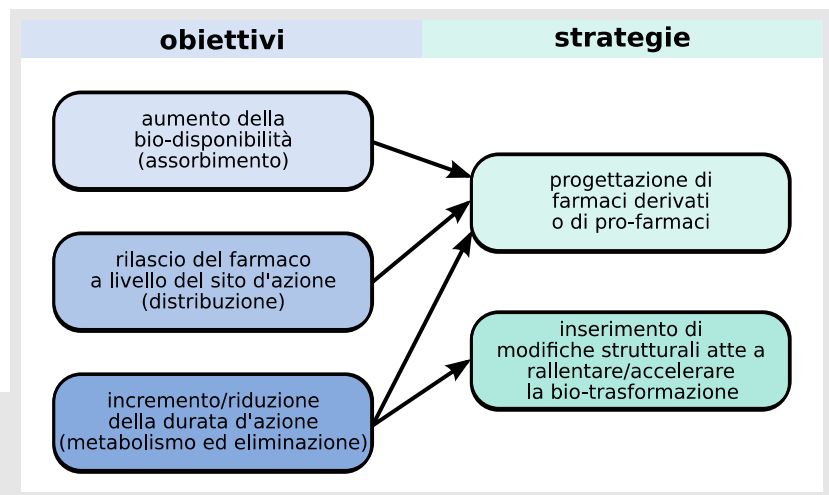 obiettivi
strategie
aumento della
bio-disponibilità
(assorbimento)
rilascio del farmaco
a livello del sito d'azione
(distribuzione)
incremento/riduzione
della durata d'azione
(metabolismo ed eliminazione)
progettazione di
farmaci derivati
o di pro-farmaci
inserimento di
modifiche strutturali atte a
rallentare/accelerare
la bio-trasformazione